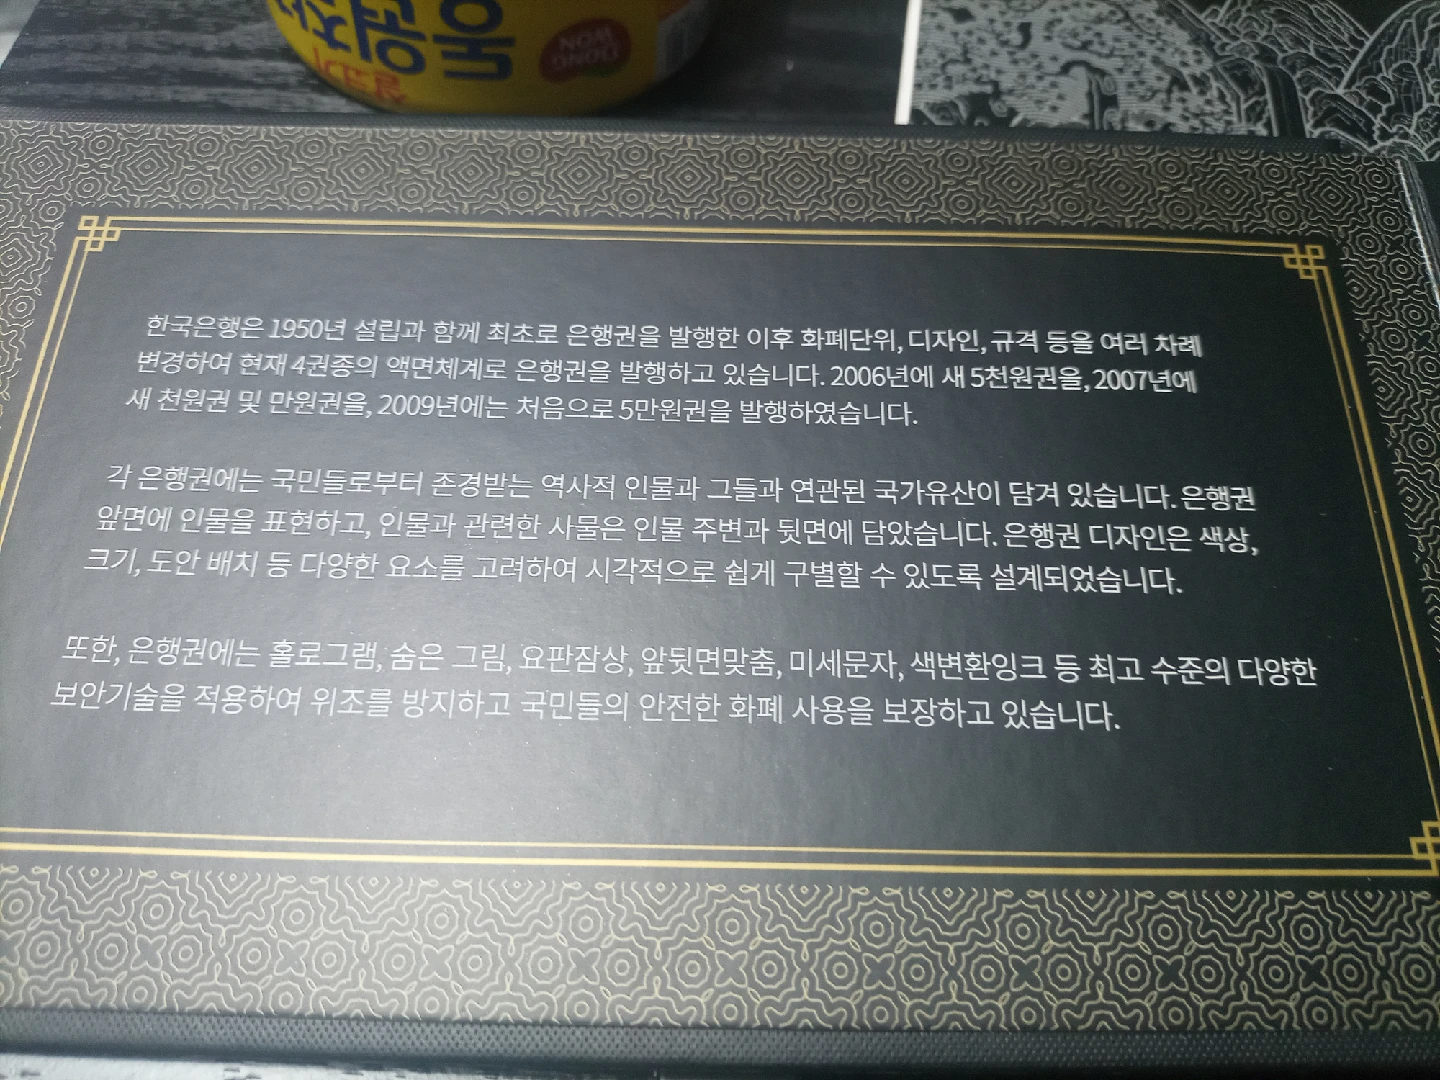 동원참치
살코기
DONG
WON
한국은행은 1950년 설립과 함께 최초로 은행권을 발행한 이후 화폐단위, 디자인, 규격 등을 여러 차례
변경하여 현재 4권종의 액면체계로 은행권을 발행하고 있습니다. 2006년에 새 5천원권을, 2007년에
새 천원권 및 만원권을, 2009년에는 처음으로 5만원권을 발행하였습니다.
각 은행권에는 국민들로부터 존경받는 역사적 인물과 그들과 연관된 국가유산이 담겨 있습니다. 은행권
앞면에 인물을 표현하고, 인물과 관련한 사물은 인물 주변과 뒷면에 담았습니다. 은행권 디자인은 색상,
크기, 도안 배치 등 다양한 요소를 고려하여 시각적으로 쉽게 구별할 수 있도록 설계되었습니다.
또한, 은행권에는 홀로그램, 숨은 그림, 요판잠상, 앞뒷면맞춤, 미세문자, 색변환잉크 등 최고 수준의 다양한
보안기술을 적용하여 위조를 방지하고 국민들의 안전한 화폐 사용을 보장하고 있습니다.